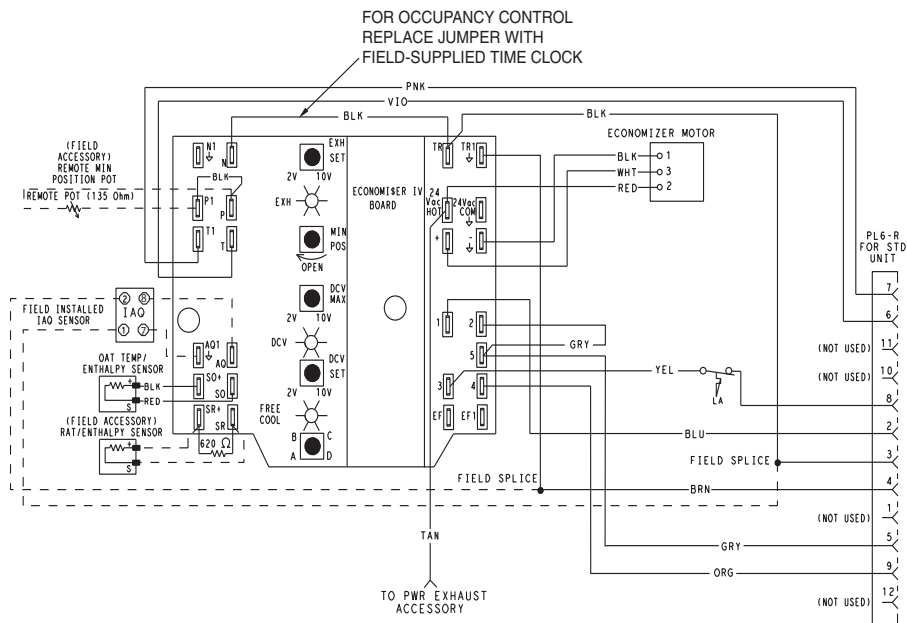 FOR OCCUPANCY CONTROL
REPLACE JUMPER WITH
FIELD-SUPPLIED TIME CLOCK
PNK
VIO
BLK
BLK
(FIELD
ACCESSORY)
REMOTE MIN
POSITION POT
REMOTE POT (135 Ohm)
N1
N
BLK
P1
P
T1
T
EXH
SET
2V 10V
EXH
MIN
POS
OPEN
DCV
MAX
2V 10V
DCV
DCV
SET
2V 10V
FREE
COOL
B C
A D
ECONOMISER IV
BOARD
TR
TR1
24
Vac
HOT
24Vac
COM
+
-
1
2
5
3
4
EF
EF1
ECONOMIZER MOTOR
BLK
1
WHT
3
RED
2
FIELD INSTALLED
IAQ SENSOR
2 8
IAQ
1 7
AQ1
AQ
OAT TEMP/
ENTHALPY SENSOR
+
S
BLK
RED
SO+
SO
(FIELD ACCESSORY)
RAT/ENTHALPY SENSOR
+
S
SR+
SR
620 Ω
GRY
YEL
LA
BLU
FIELD SPLICE
FIELD SPLICE
BRN
TAN
GRY
ORG
TO PWR EXHAUST
ACCESSORY
PL6-R
FOR STD
UNIT
7
6
(NOT USED) 11
(NOT USED) 10
8
2
3
4
(NOT USED) 1
5
9
(NOT USED) 12